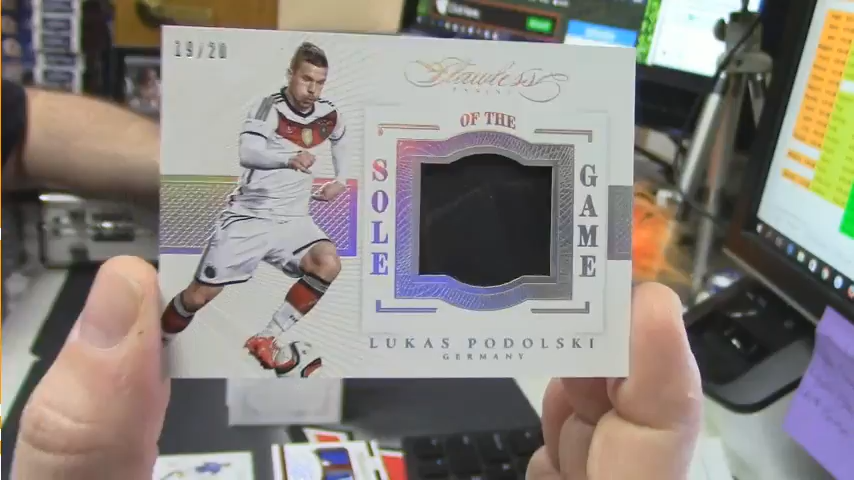 19/20
Flawless
PANINI
OF THE
SOLE
GAME
LUKAS PODOLSKI
GERMANY